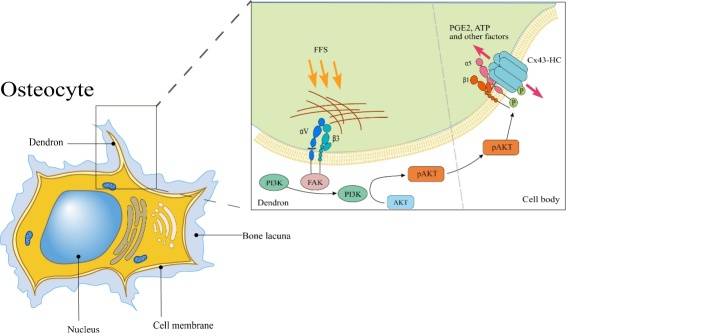 Osteocyte
Dendron
Nucleus
Cell membrane
Bone lacuna
FFS
αV
β3
FAK
PI3K
PI3K
AKT
pAKT
pAKT
Dendron
Cell body
PGE2, ATP
and other factors
Cx43-HC
α5
β1
P
P